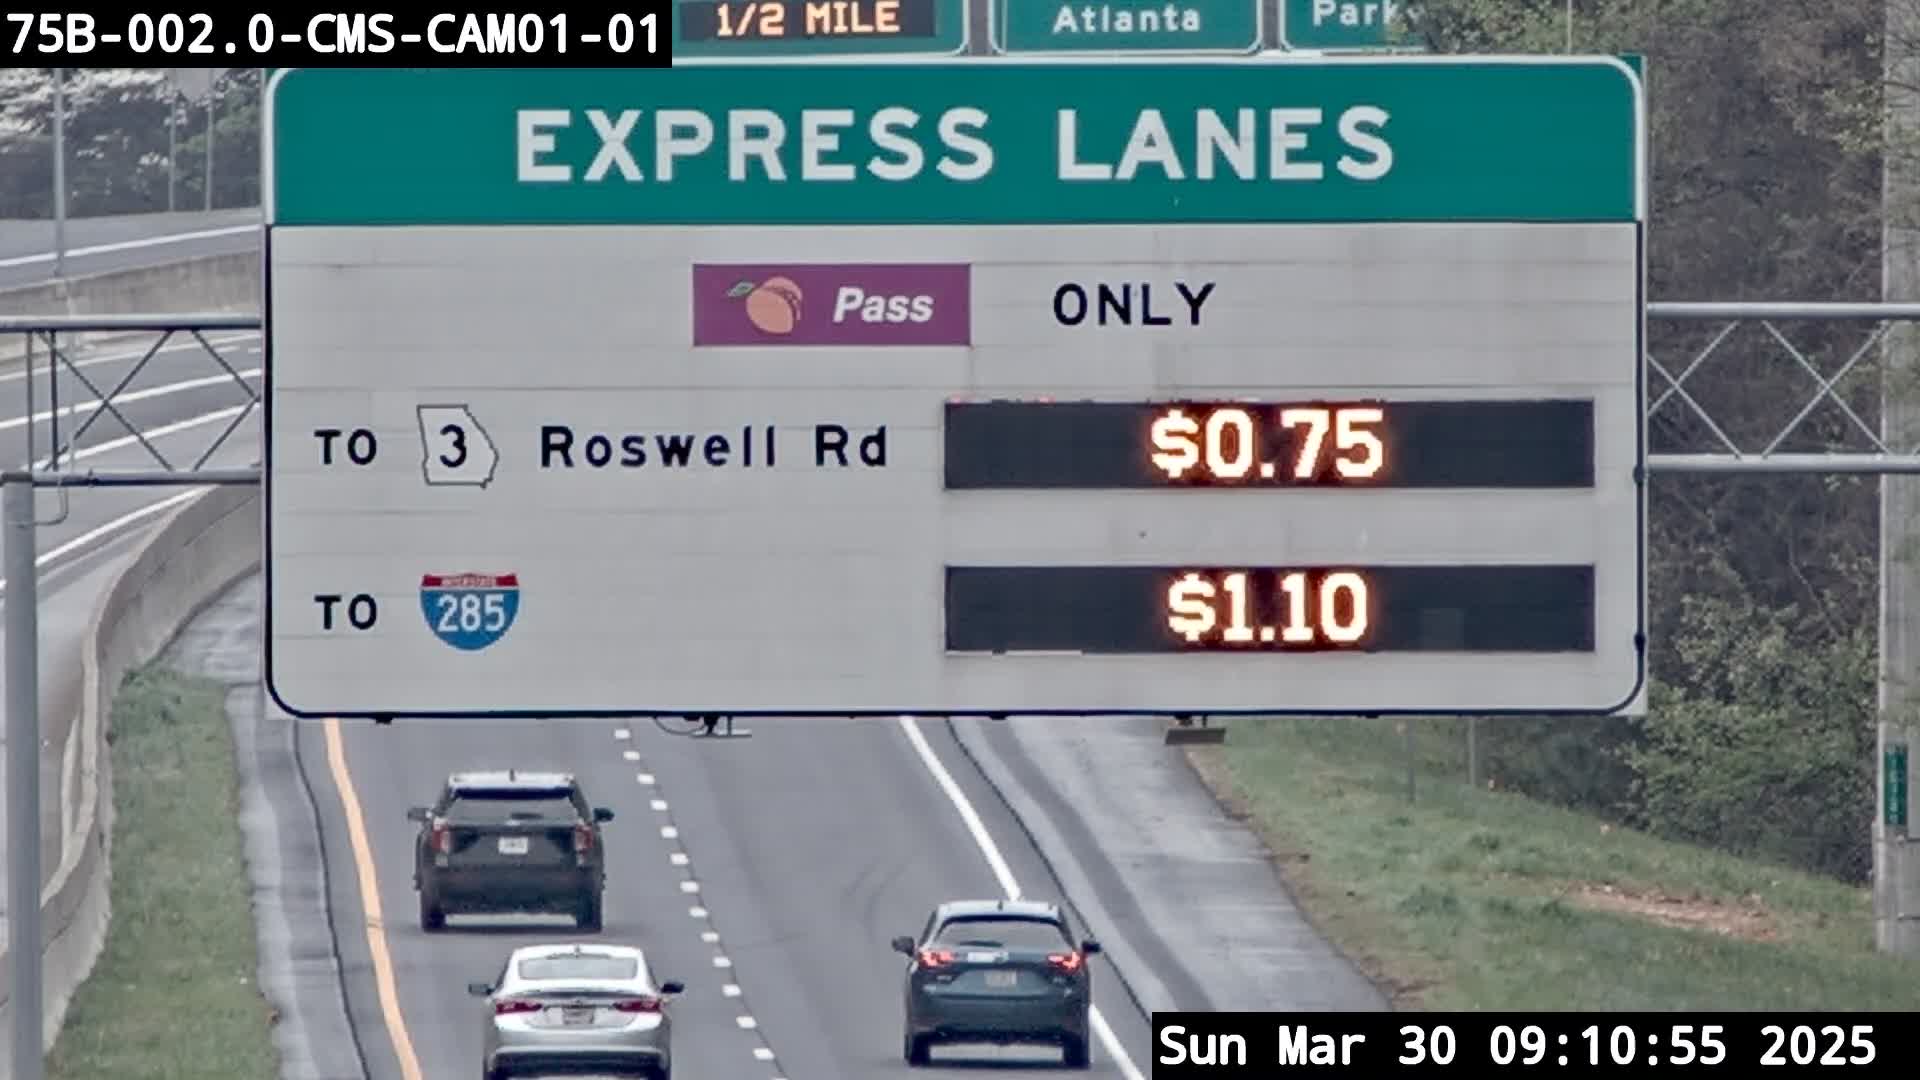 75B-002.0-CMS-CAM01-01
1/2 MILE
Atlanta
EXPRESS LANES
Pass ONLY
TO 3 Roswell Rd $0.75
TO INTERSTATE 285 $1.10
Sun Mar 30 09:10:55 2025